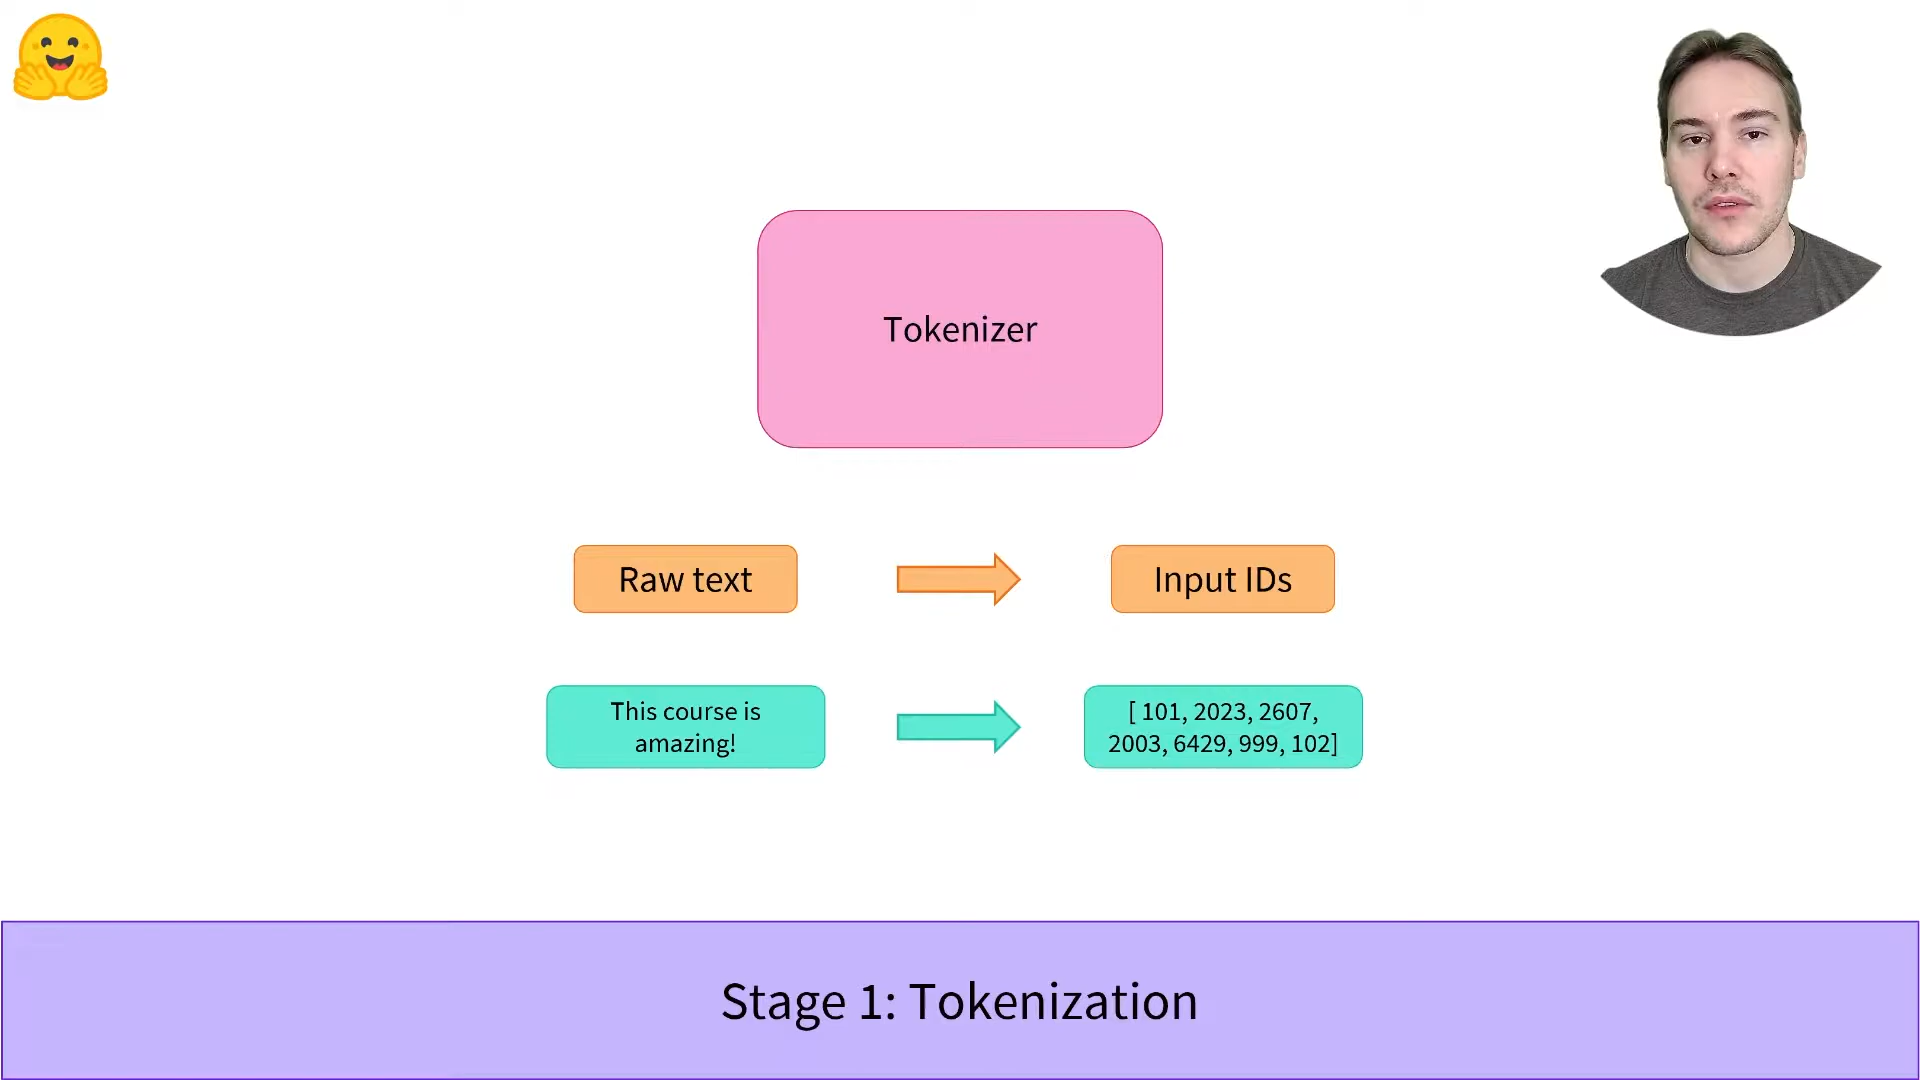 Tokenizer
Raw text
Input IDs
This course is
amazing!
[ 101, 2023, 2607,
2003, 6429, 999, 102]
Stage 1: Tokenization